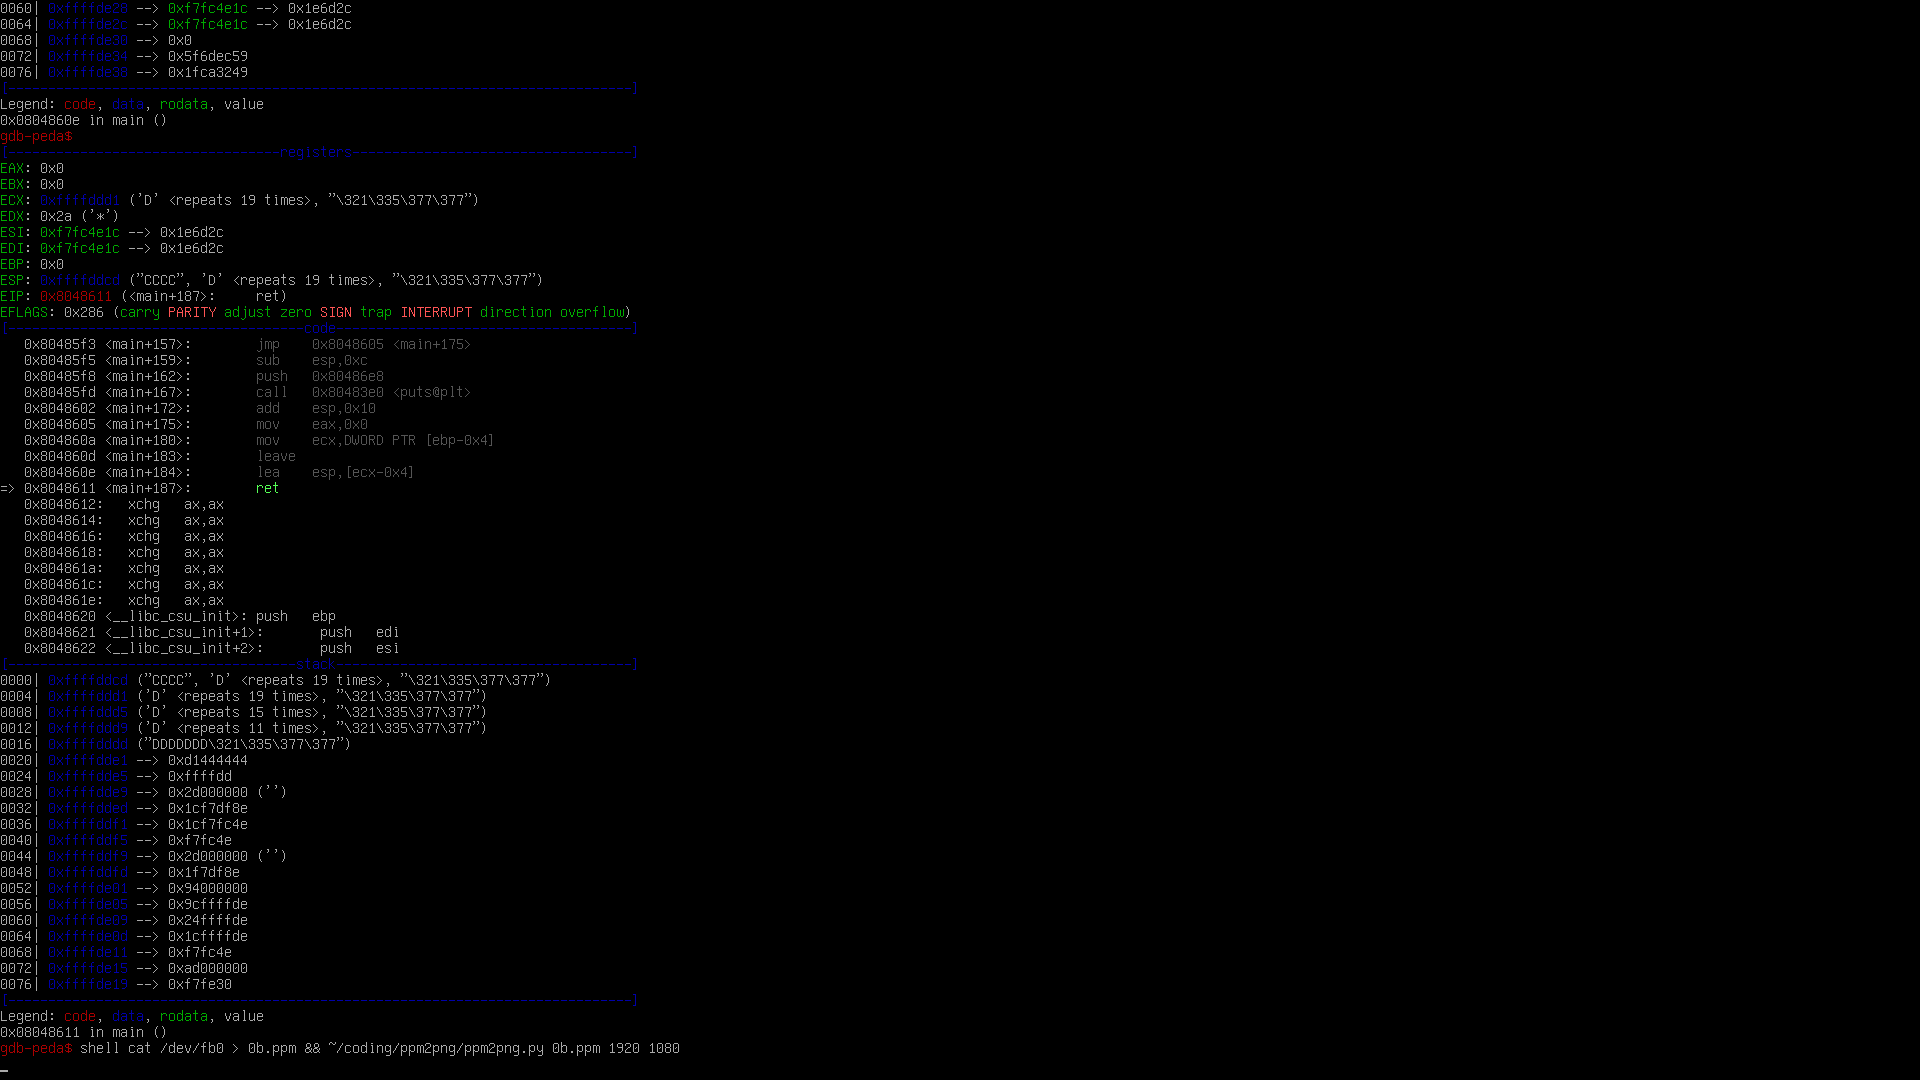 0060| 0xffffde28 --> 0xf7fc4e1c --> 0x1e6d2c
0064| 0xffffde2c --> 0xf7fc4e1c --> 0x1e6d2c
0068| 0xffffde30 --> 0x0
0072| 0xffffde34 --> 0x5f6dec59
0076| 0xffffde38 --> 0x1fca3249
[------------------------------------------------------------------------------]
Legend: code, data, rodata, value
0x0804860e in main ()
gdb-peda$
[----------------------------------registers-----------------------------------]
EAX: 0x0
EBX: 0x0
ECX: 0xffffddd1 ('D' <repeats 19 times>, "\321\335\377\377")
EDX: 0x2a ('*')
ESI: 0xf7fc4e1c --> 0x1e6d2c
EDI: 0xf7fc4e1c --> 0x1e6d2c
EBP: 0x0
ESP: 0xffffddcd ("CCCC", 'D' <repeats 19 times>, "\321\335\377\377")
EIP: 0x8048611 (<main+187>: ret)
EFLAGS: 0x286 (carry PARITY adjust zero SIGN trap INTERRUPT direction overflow)
[-------------------------------------code-------------------------------------]
0x80485f3 <main+157>: jmp 0x8048605 <main+175>
0x80485f5 <main+159>: sub esp,0xc
0x80485f8 <main+162>: push 0x80486e8
0x80485fd <main+167>: call 0x80483e0 <puts@plt>
0x8048602 <main+172>: add esp,0x10
0x8048605 <main+175>: mov eax,0x0
0x804860a <main+180>: mov ecx,DWORD PTR [ebp-0x4]
0x804860d <main+183>: leave
0x804860e <main+184>: lea esp,[ecx-0x4]
=> 0x8048611 <main+187>: ret
0x8048612: xchg ax,ax
0x8048614: xchg ax,ax
0x8048616: xchg ax,ax
0x8048618: xchg ax,ax
0x804861a: xchg ax,ax
0x804861c: xchg ax,ax
0x804861e: xchg ax,ax
0x8048620 <__libc_csu_init>: push ebp
0x8048621 <__libc_csu_init+1>: push edi
0x8048622 <__libc_csu_init+2>: push esi
[------------------------------------stack-------------------------------------]
0000| 0xffffddcd ("CCCC", 'D' <repeats 19 times>, "\321\335\377\377")
0004| 0xffffddd1 ('D' <repeats 19 times>, "\321\335\377\377")
0008| 0xffffddd5 ('D' <repeats 15 times>, "\321\335\377\377")
0012| 0xffffddd9 ('D' <repeats 11 times>, "\321\335\377\377")
0016| 0xffffdddd ("DDDDDDD\321\335\377\377")
0020| 0xffffdde1 --> 0xd1444444
0024| 0xffffdde5 --> 0xffffdd
0028| 0xffffdde9 --> 0x2d000000 ('')
0032| 0xffffdded --> 0x1cf7df8e
0036| 0xffffddf1 --> 0x1cf7fc4e
0040| 0xffffddf5 --> 0xf7fc4e
0044| 0xffffddf9 --> 0x2d000000 ('')
0048| 0xffffddfd --> 0x1f7df8e
0052| 0xffffde01 --> 0x94000000
0056| 0xffffde05 --> 0x9cffffde
0060| 0xffffde09 --> 0x24ffffde
0064| 0xffffde0d --> 0x1cffffde
0068| 0xffffde11 --> 0xf7fc4e
0072| 0xffffde15 --> 0xad000000
0076| 0xffffde19 --> 0xf7fe30
[------------------------------------------------------------------------------]
Legend: code, data, rodata, value
0x08048611 in main ()
gdb-peda$ shell cat /dev/fb0 > 0b.ppm && ~/coding/ppm2png/ppm2png.py 0b.ppm 1920 1080
_